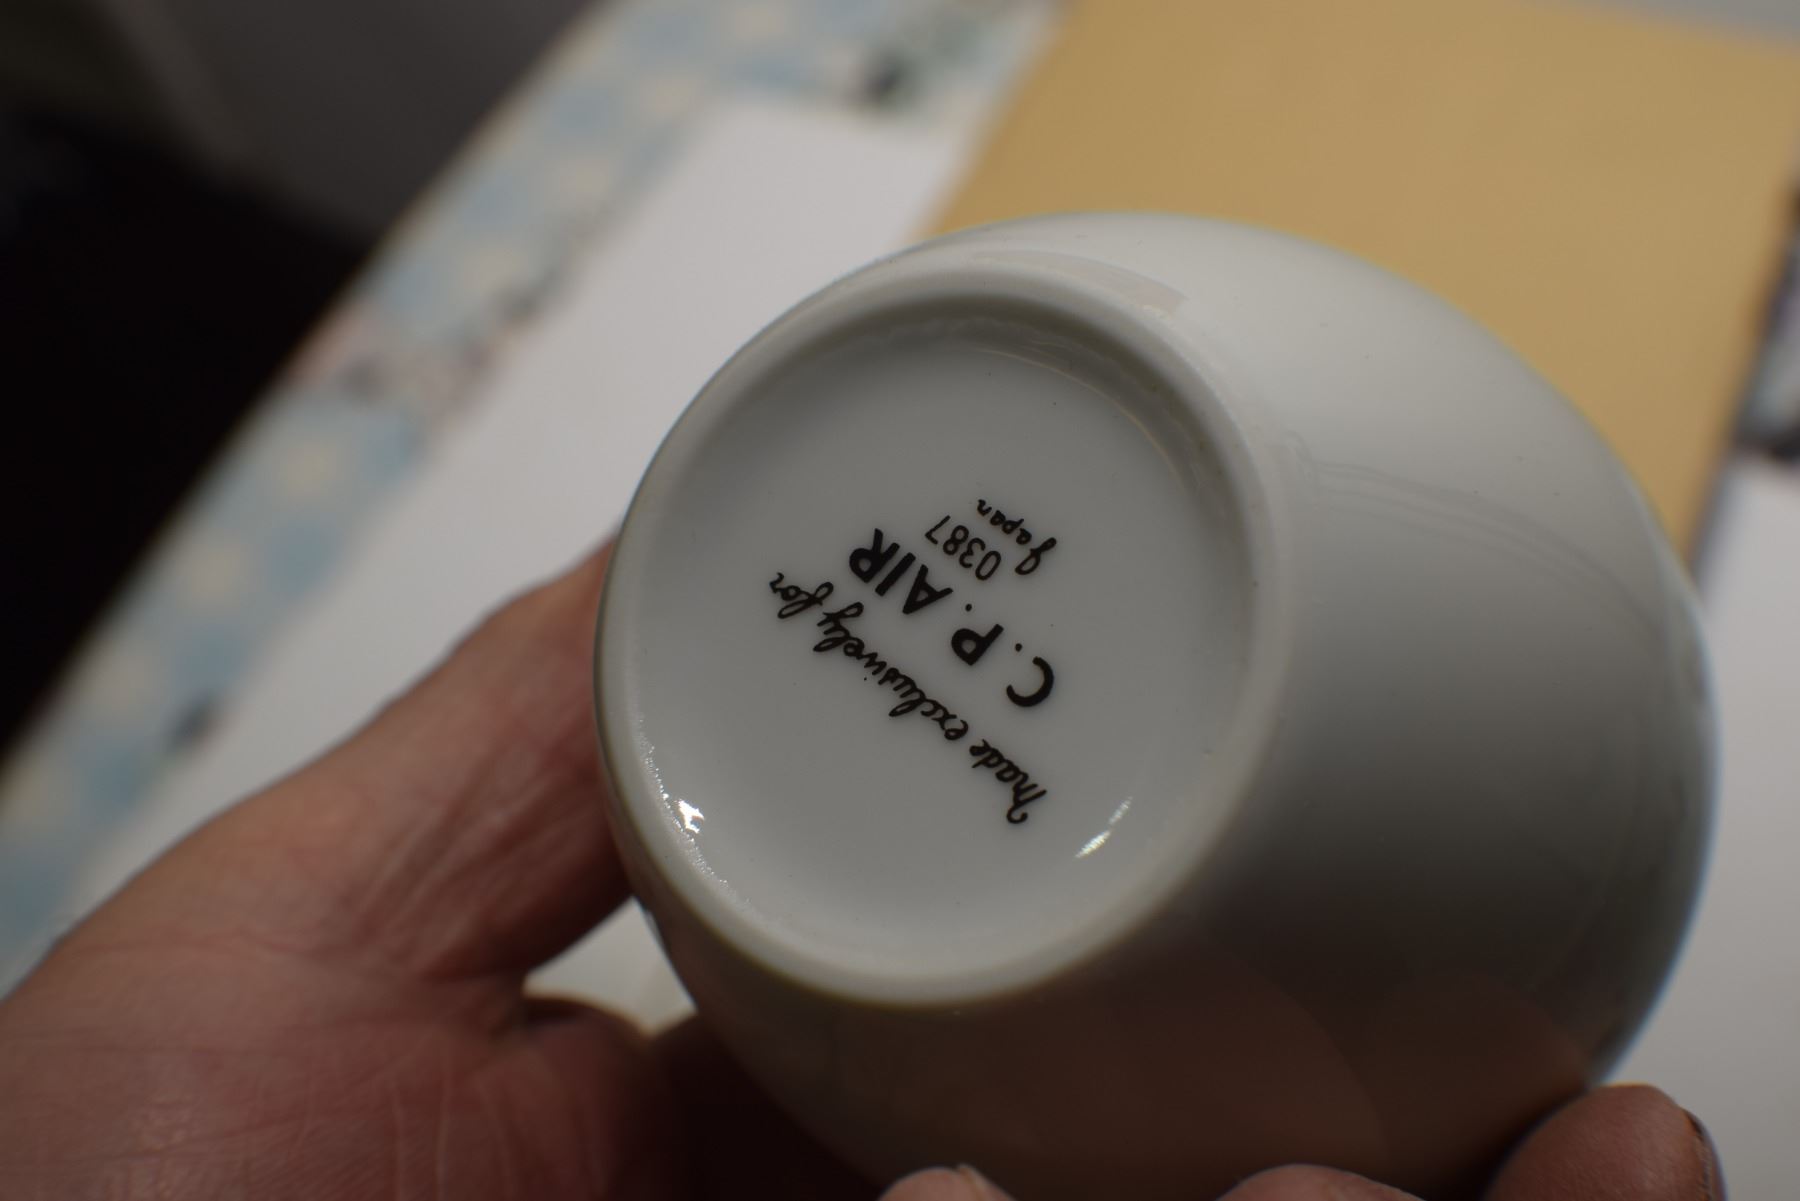 Made exclusively for
C.P. AIR
0387
Japan